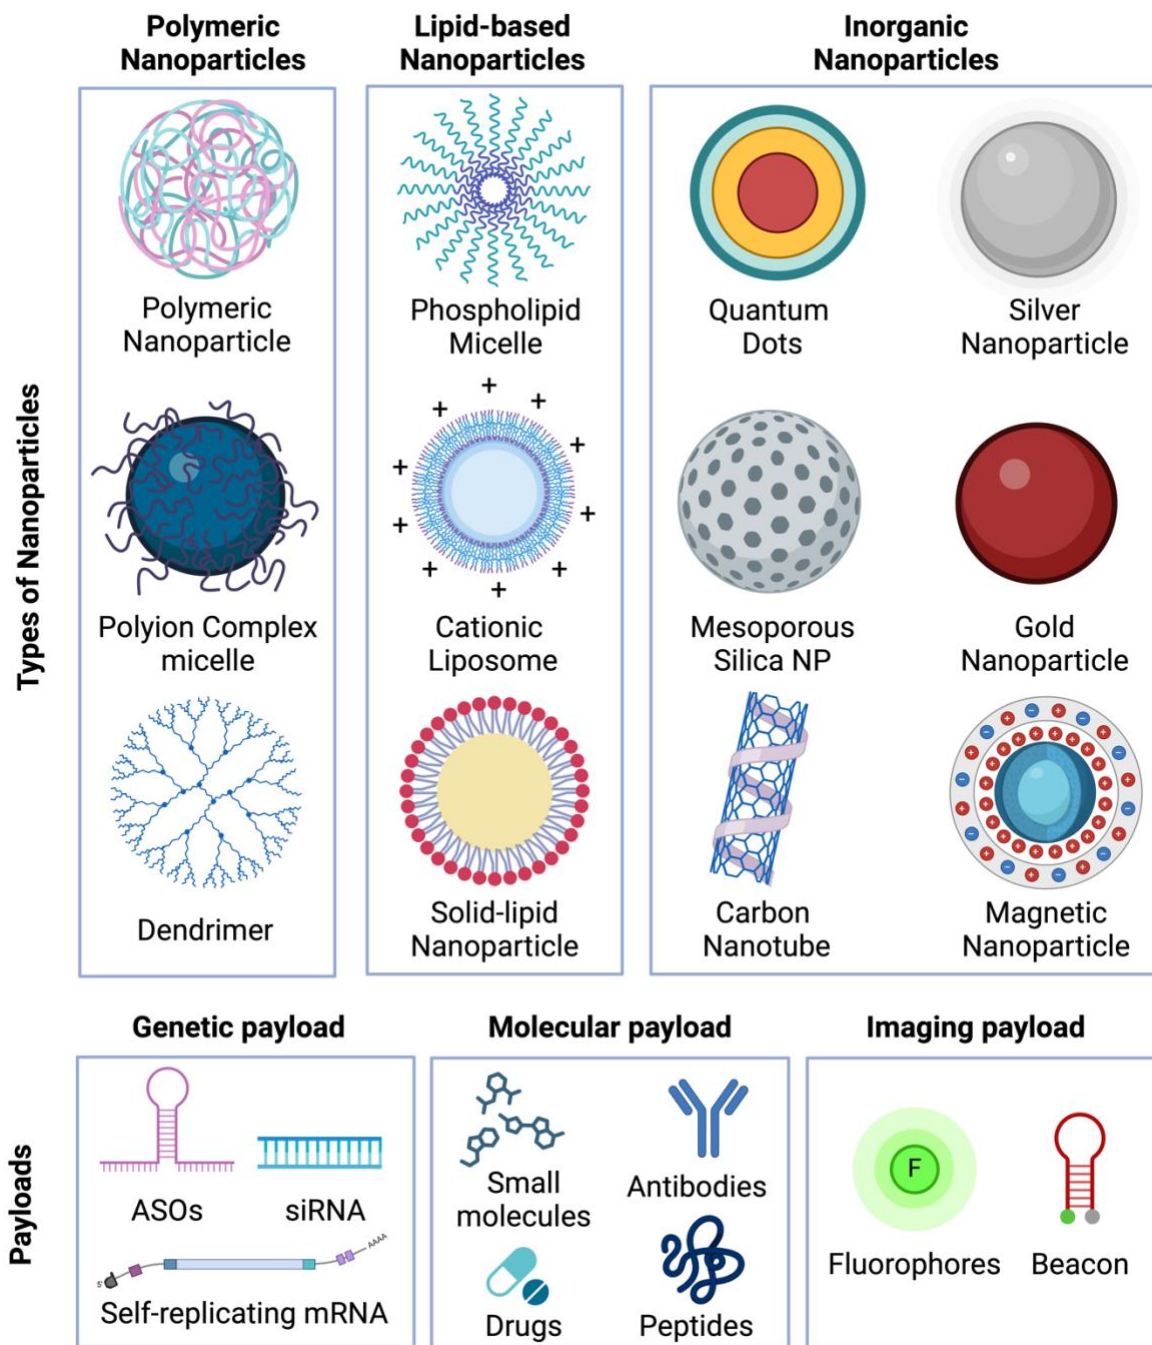 Polymeric
Nanoparticles
Lipid-based
Nanoparticles
Inorganic
Nanoparticles
Types of Nanoparticles
Polymeric
Nanoparticle
Phospholipid
Micelle
Quantum
Dots
Silver
Nanoparticle
+ + + + + + + + + + +
Polyion Complex
micelle
Cationic
Liposome
Mesoporous
Silica NP
Gold
Nanoparticle
Dendrimer
Solid-lipid
Nanoparticle
Carbon
Nanotube
Magnetic
Nanoparticle
Genetic payload
Molecular payload
Imaging payload
Payloads
ASOs
siRNA
5'
AAAA
Self-replicating mRNA
Small
molecules
Antibodies
Drugs
Peptides
F
Fluorophores
Beacon